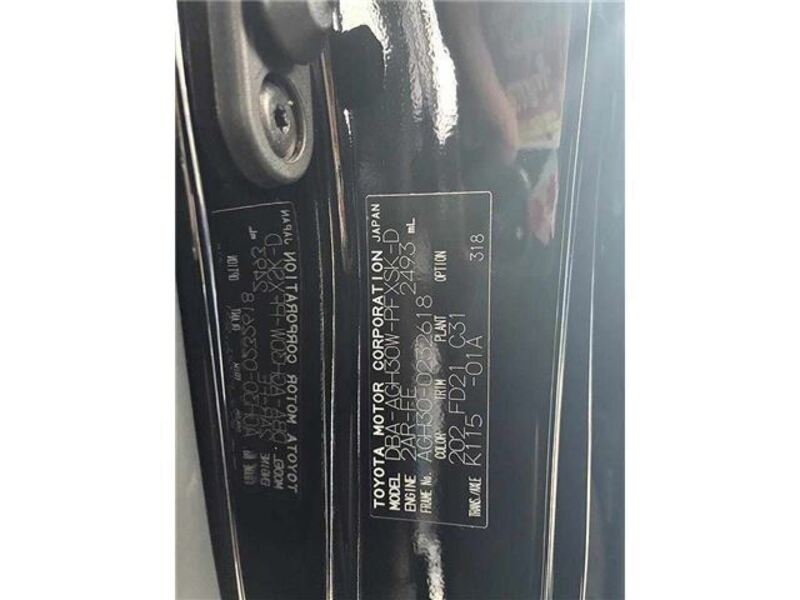 TOYOTA MOTOR CORPORATION JAPAN
MODEL DBA-AGH30W-PFXSK-D
ENGINE 2AR-FE 2493 mL
FRAME No. AGH30-0252618
COLOR TRIM PLANT OPTION
202 FD21 C31 318
TRANS./AXLE K115 -01A